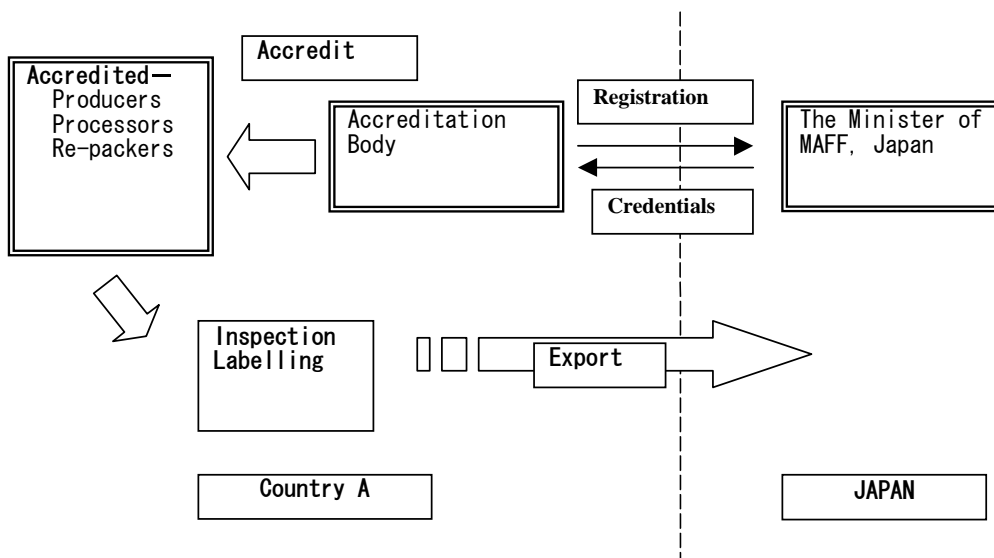 Accredit
Accredited—
Producers
Processors
Re-packers
Accreditation
Body
Registration
Credentials
The Minister of
MAFF, Japan
Inspection
Labelling
Export
Country A
JAPAN